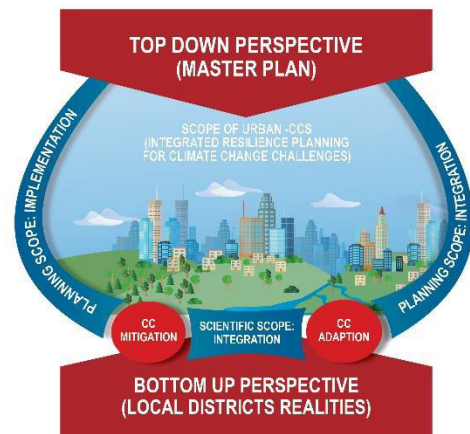 TOP DOWN PERSPECTIVE
(MASTER PLAN)
SCOPE OF URBAN -CCS
(INTEGRATED RESILIENCE PLANNING
FOR CLIMATE CHANGE CHALLENGES)
PLANNING SCOPE: IMPLEMENTATION
PLANNING SCOPE: INTEGRATION
CC
MITIGATION
SCIENTIFIC SCOPE:
INTEGRATION
CC
ADAPTION
BOTTOM UP PERSPECTIVE
(LOCAL DISTRICTS REALITIES)